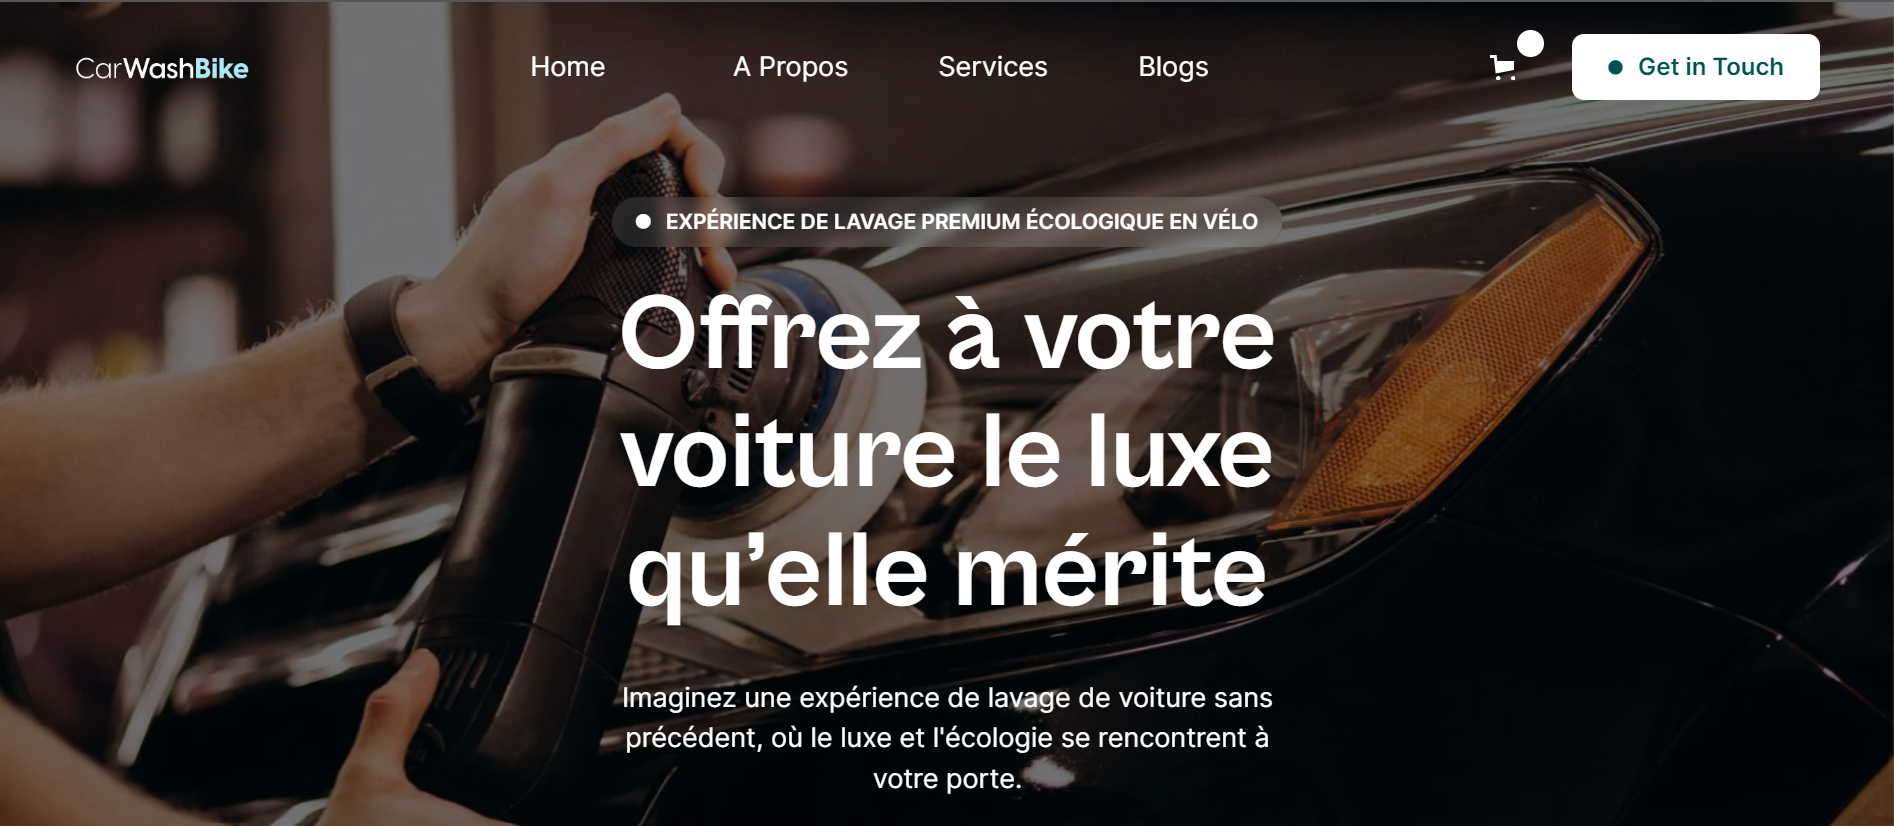 CarWashBike
Home
A Propos
Services
Blogs
Get in Touch
EXPÉRIENCE DE LAVAGE PREMIUM ÉCOLOGIQUE EN VÉLO
Offrez à votre
voiture le luxe
qu’elle mérite
Imaginez une expérience de lavage de voiture sans
précédent, où le luxe et l'écologie se rencontrent à
votre porte.